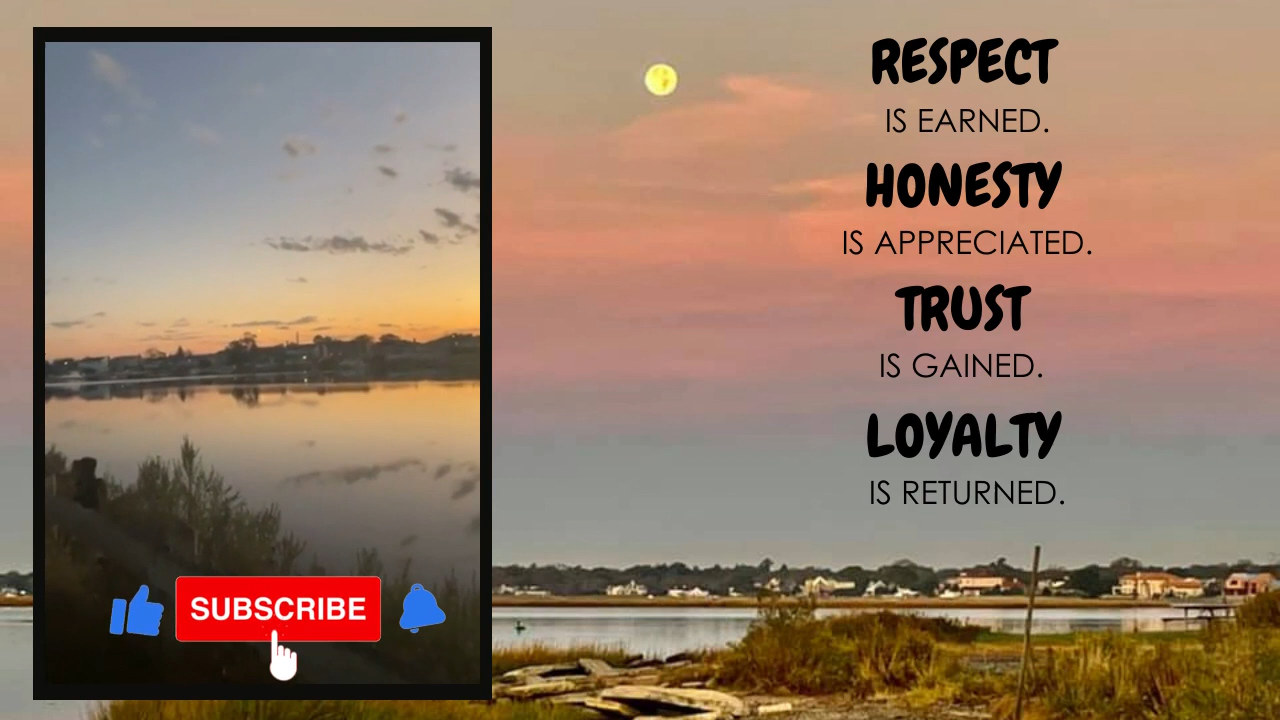 RESPECT
IS EARNED.
HONESTY
IS APPRECIATED.
TRUST
IS GAINED.
LOYALTY
IS RETURNED.
SUBSCRIBE